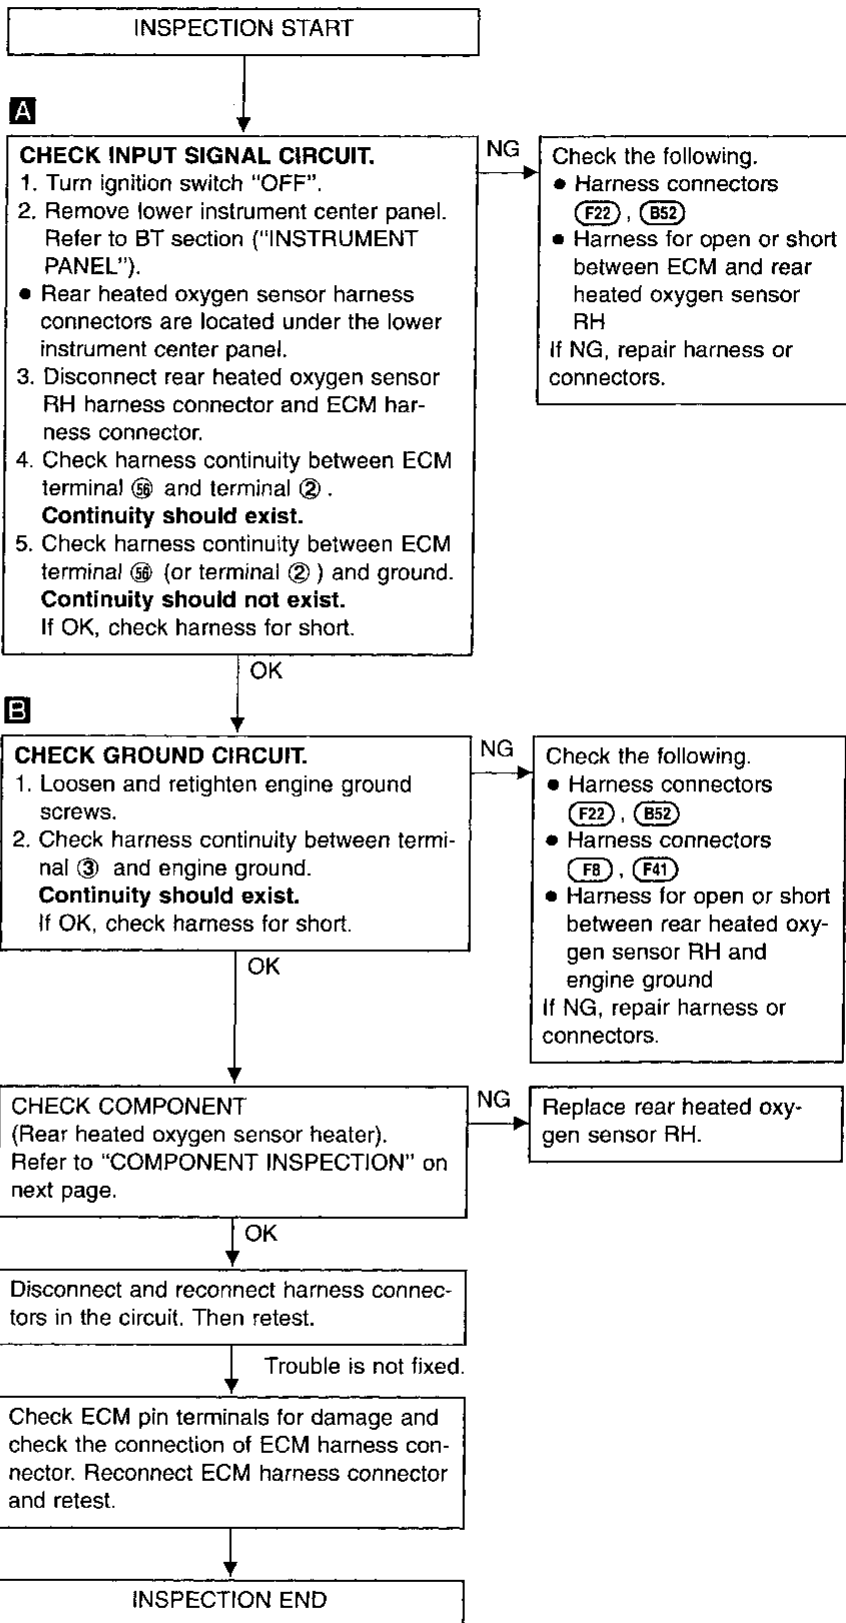 INSPECTION START
A
CHECK INPUT SIGNAL CIRCUIT.
1. Turn ignition switch “OFF”.
2. Remove lower instrument center panel.
Refer to BT section (“INSTRUMENT
PANEL”).
● Rear heated oxygen sensor harness
connectors are located under the lower
instrument center panel.
3. Disconnect rear heated oxygen sensor
RH harness connector and ECM har-
ness connector.
4. Check harness continuity between ECM
terminal 56 and terminal ② .
Continuity should exist.
5. Check harness continuity between ECM
terminal 56 (or terminal ② ) and ground.
Continuity should not exist.
If OK, check harness for short.
NG
Check the following.
● Harness connectors
F22 , B52
● Harness for open or short
between ECM and rear
heated oxygen sensor
RH
If NG, repair harness or
connectors.
OK
B
CHECK GROUND CIRCUIT.
1. Loosen and retighten engine ground
screws.
2. Check harness continuity between termi-
nal ③ and engine ground.
Continuity should exist.
If OK, check harness for short.
NG
Check the following.
● Harness connectors
F22 , B52
● Harness connectors
F8 , F41
● Harness for open or short
between rear heated oxy-
gen sensor RH and
engine ground
If NG, repair harness or
connectors.
OK
CHECK COMPONENT
(Rear heated oxygen sensor heater).
Refer to “COMPONENT INSPECTION” on
next page.
NG
Replace rear heated oxy-
gen sensor RH.
OK
Disconnect and reconnect harness connec-
tors in the circuit. Then retest.
Trouble is not fixed.
Check ECM pin terminals for damage and
check the connection of ECM harness con-
nector. Reconnect ECM harness connector
and retest.
INSPECTION END